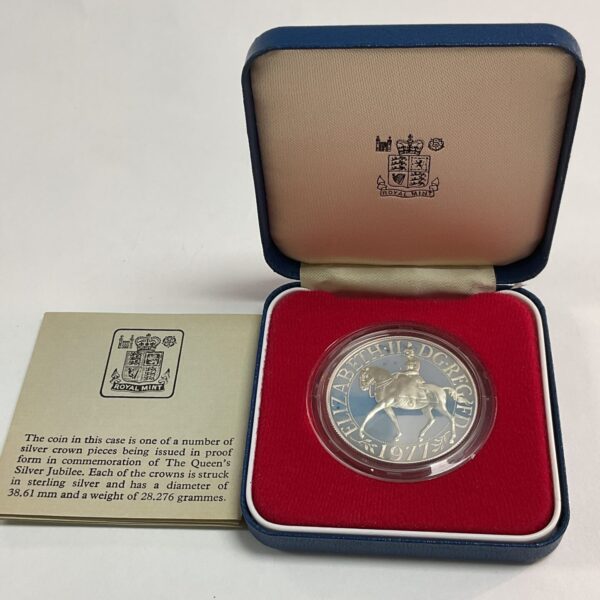 ROYAL MINT
ELIZABETH·II DG·REG·FD
1977
ROYAL MINT
The coin in this case is one of a number of
silver crown pieces being issued in proof
form in commemoration of The Queen's
Silver Jubilee. Each of the crowns is struck
in sterling silver and has a diameter of
38.61 mm and a weight of 28.276 grammes.